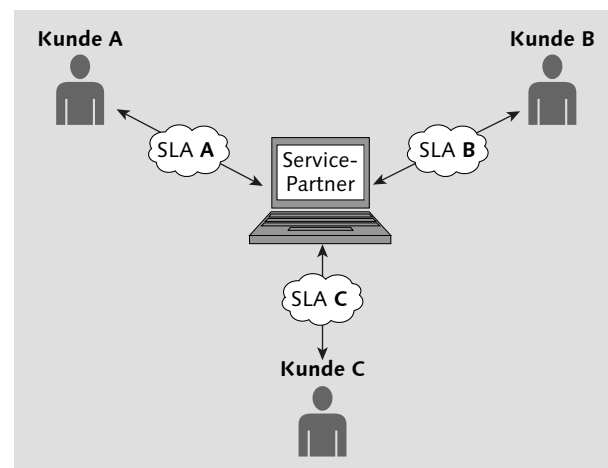 Kunde A
Kunde B
SLA A
Service-
Partner
SLA B
SLA C
Kunde C